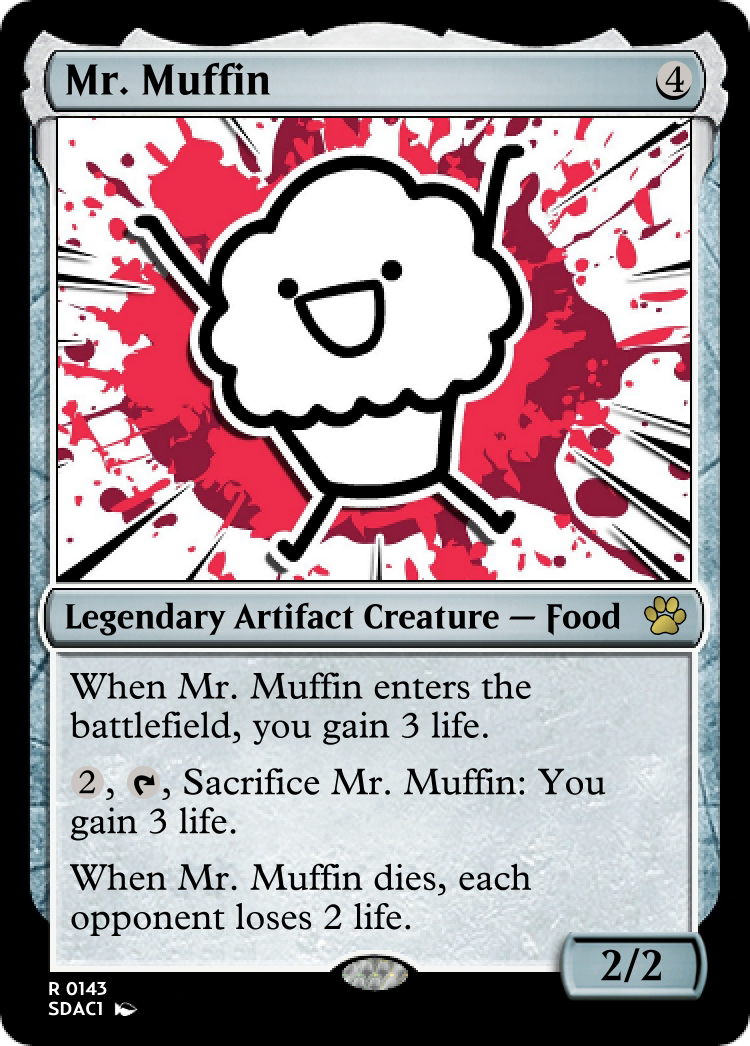 Mr. Muffin 4
Legendary Artifact Creature — Food
When Mr. Muffin enters the
battlefield, you gain 3 life.
2, , Sacrifice Mr. Muffin: You
gain 3 life.
When Mr. Muffin dies, each
opponent loses 2 life.
2/2
R 0143
SDAC1